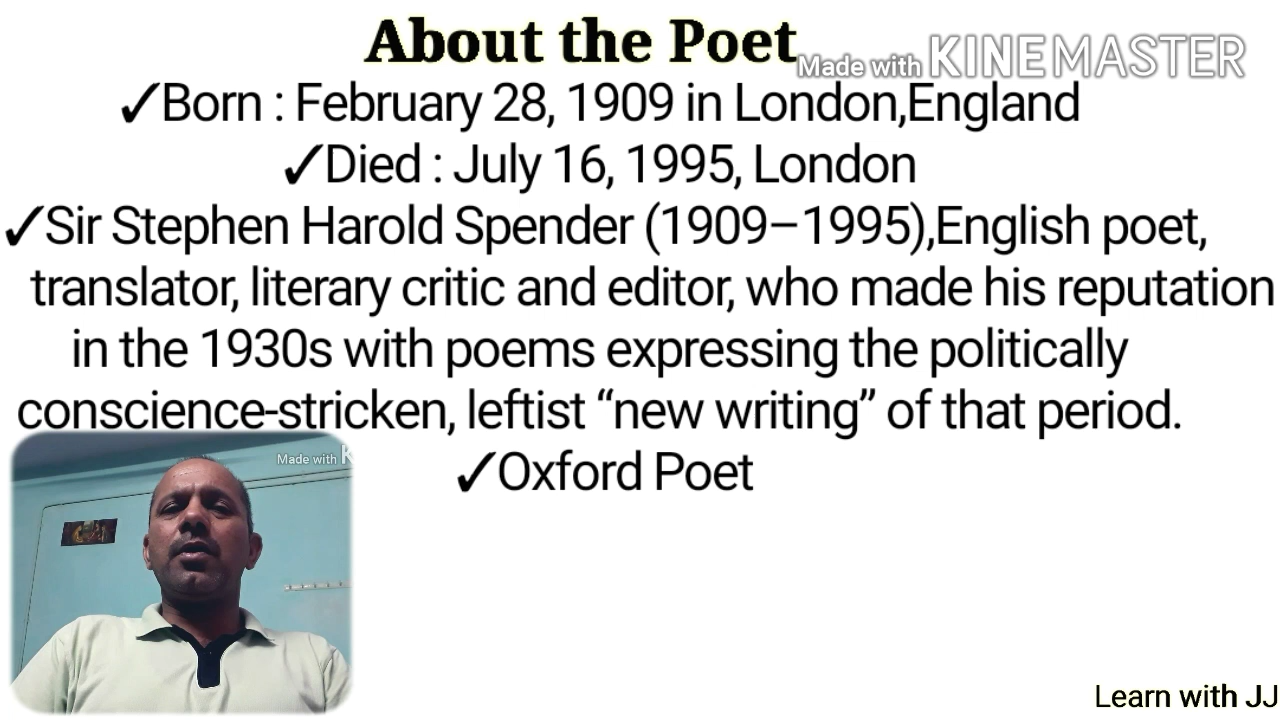 About the Poet
Made with KINEMASTER
✓Born : February 28, 1909 in London,England
✓Died : July 16, 1995, London
✓Sir Stephen Harold Spender (1909–1995),English poet,
translator, literary critic and editor, who made his reputation
in the 1930s with poems expressing the politically
conscience-stricken, leftist “new writing” of that period.
Made with K
✓Oxford Poet
Learn with JJ